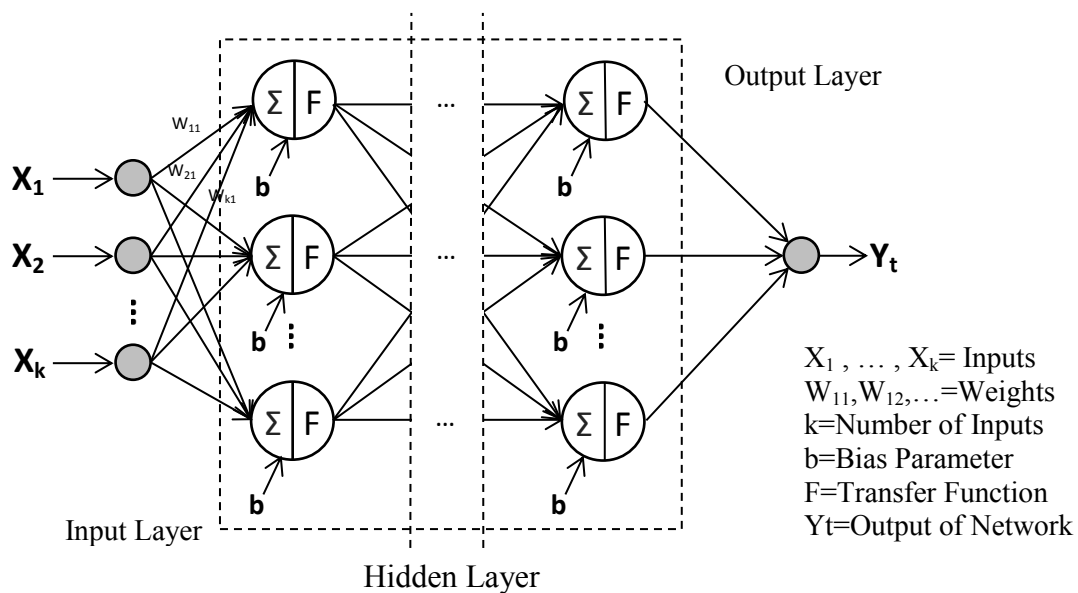 Output Layer
Σ F ... Σ F
W₁₁
b b
X₁ W₂₁ Wₖ₁
X₂ Σ F ... Σ F Yₜ
⋮
b ⋮ b ⋮
Xₖ
X₁ , … , Xₖ= Inputs
W₁₁,W₁₂,…=Weights
k=Number of Inputs
b=Bias Parameter
F=Transfer Function
Yt=Output of Network
Σ F ... Σ F
b b
Input Layer
Hidden Layer